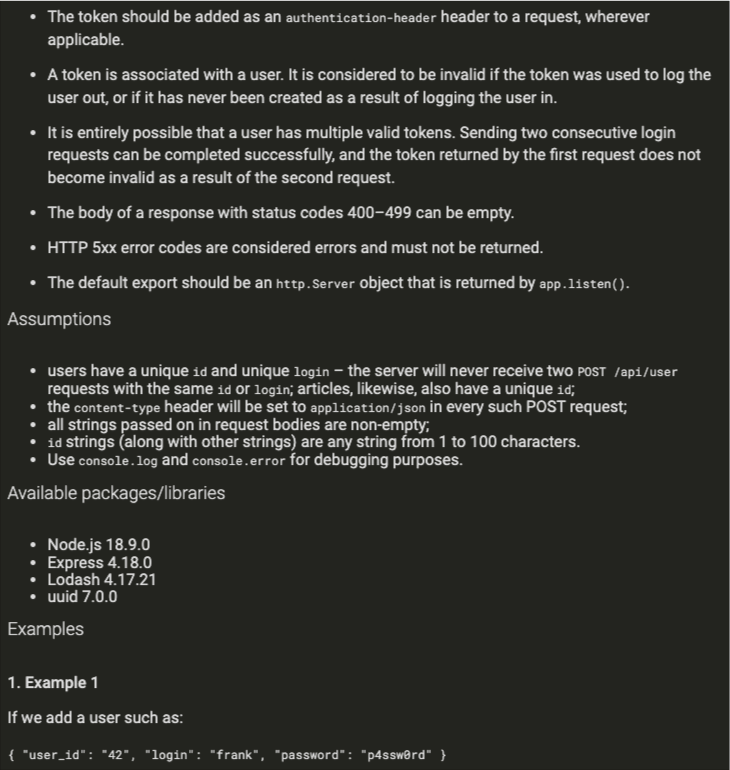 • The token should be added as an authentication-header header to a request, wherever
applicable.
• A token is associated with a user. It is considered to be invalid if the token was used to log the
user out, or if it has never been created as a result of logging the user in.
• It is entirely possible that a user has multiple valid tokens. Sending two consecutive login
requests can be completed successfully, and the token returned by the first request does not
become invalid as a result of the second request.
• The body of a response with status codes 400–499 can be empty.
• HTTP 5xx error codes are considered errors and must not be returned.
• The default export should be an http.Server object that is returned by app.listen().
Assumptions
• users have a unique id and unique login – the server will never receive two POST /api/user
requests with the same id or login; articles, likewise, also have a unique id;
• the content-type header will be set to application/json in every such POST request;
• all strings passed on in request bodies are non-empty;
• id strings (along with other strings) are any string from 1 to 100 characters.
• Use console.log and console.error for debugging purposes.
Available packages/libraries
• Node.js 18.9.0
• Express 4.18.0
• Lodash 4.17.21
• uuid 7.0.0
Examples
1. Example 1
If we add a user such as:
{ "user_id": "42", "login": "frank", "password": "p4ssw0rd" }